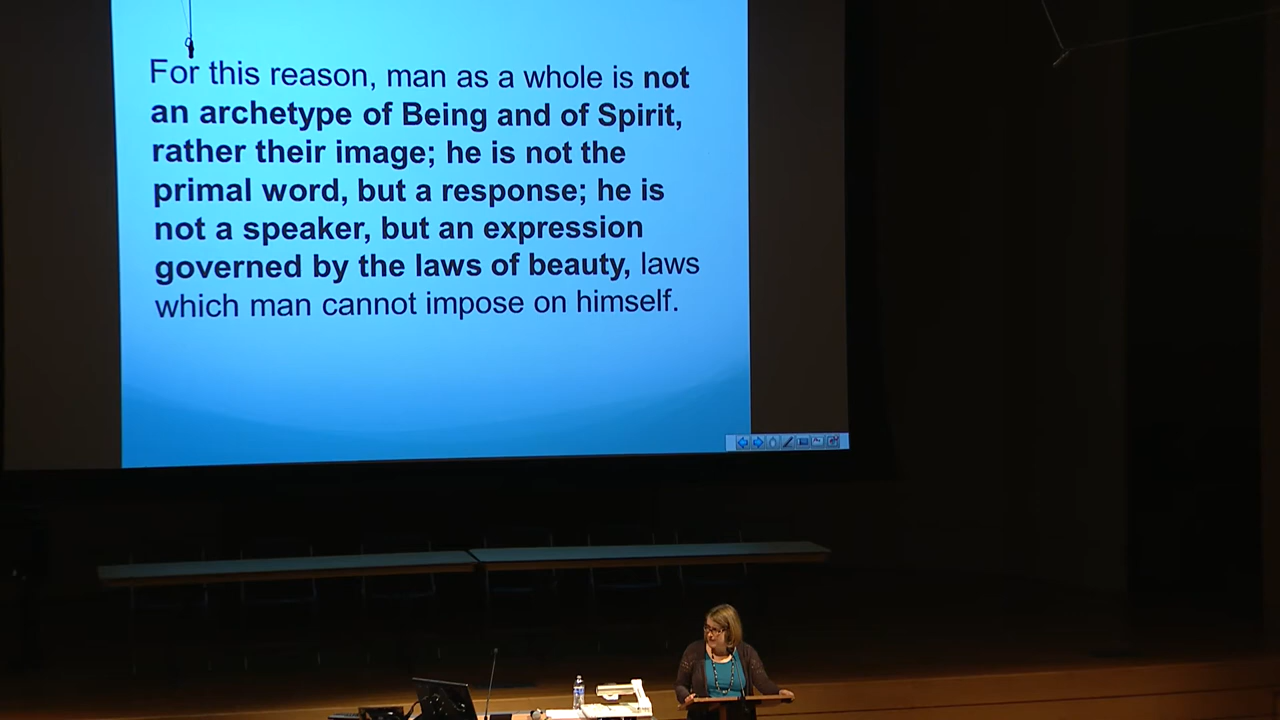 For this reason, man as a whole is not
an archetype of Being and of Spirit,
rather their image; he is not the
primal word, but a response; he is
not a speaker, but an expression
governed by the laws of beauty, laws
which man cannot impose on himself.